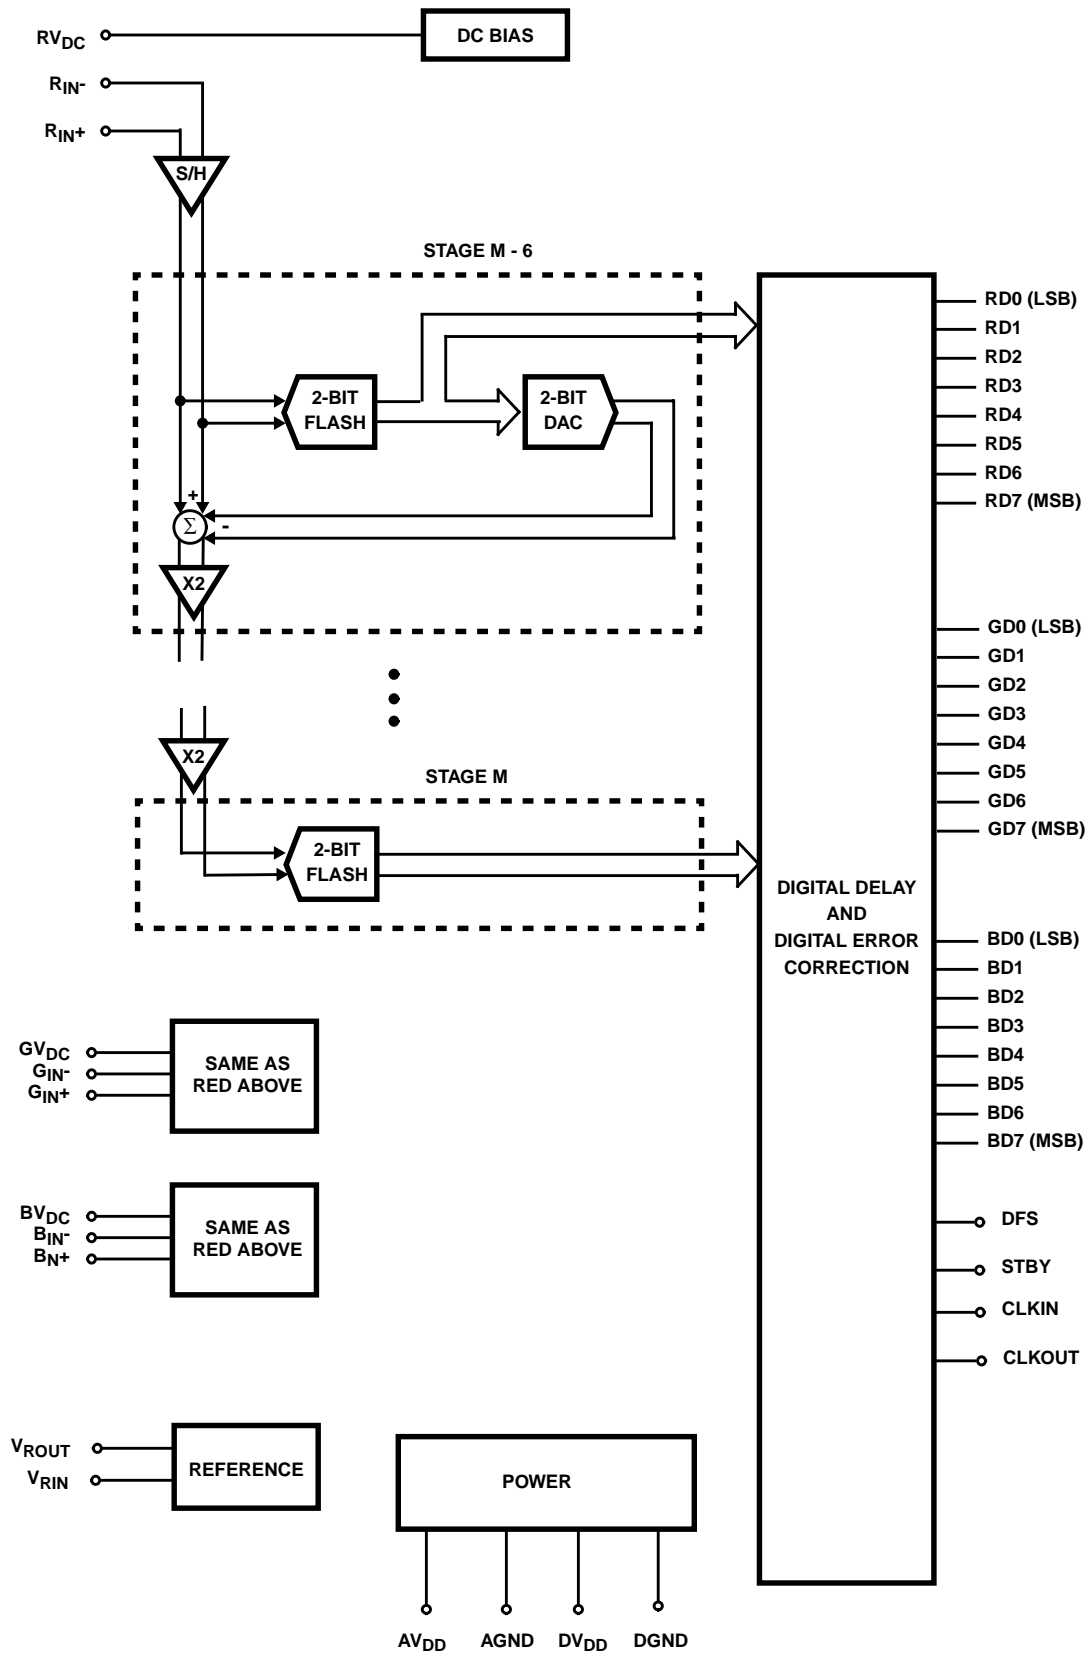 RVDC
DC BIAS
RIN-
RIN+
S/H
STAGE M - 6
2-BIT
FLASH
2-BIT
DAC
+
Σ
-
X2
X2
STAGE M
2-BIT
FLASH
DIGITAL DELAY
AND
DIGITAL ERROR
CORRECTION
RD0 (LSB)
RD1
RD2
RD3
RD4
RD5
RD6
RD7 (MSB)
GD0 (LSB)
GD1
GD2
GD3
GD4
GD5
GD6
GD7 (MSB)
BD0 (LSB)
BD1
BD2
BD3
BD4
BD5
BD6
BD7 (MSB)
DFS
STBY
CLKIN
CLKOUT
GVDC
GIN-
GIN+
SAME AS
RED ABOVE
BVDC
BIN-
BN+
SAME AS
RED ABOVE
VROUT
VRIN
REFERENCE
POWER
AVDD
AGND
DVDD
DGND